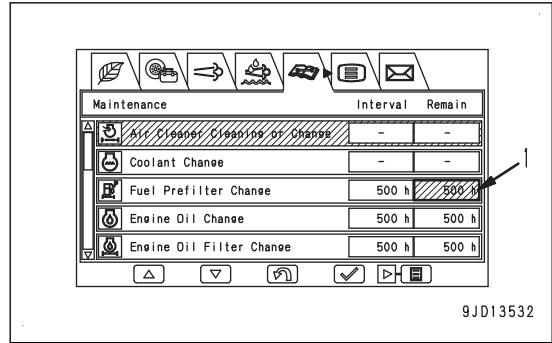 Maintenance Interval Remain
Air Cleaner Cleaning or Change - -
Coolant Change - -
Fuel Prefilter Change 500 h 500 h
Engine Oil Change 500 h 500 h
Engine Oil Filter Change 500 h 500 h
1
9JD13532